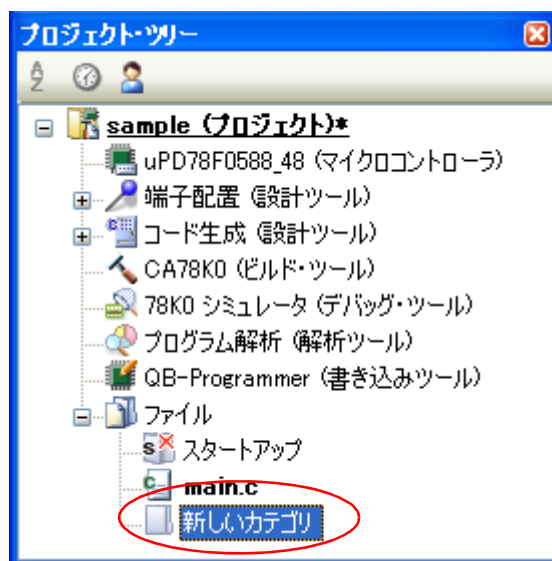 プロジェクト・ツリー
sample (プロジェクト)*
uPD78F0588_48 (マイクロコントローラ)
端子配置 (設計ツール)
コード生成 (設計ツール)
CA78K0 (ビルド・ツール)
78K0 シミュレータ (デバッグ・ツール)
プログラム解析 (解析ツール)
QB-Programmer (書き込みツール)
ファイル
スタートアップ
main.c
新しいカテゴリ